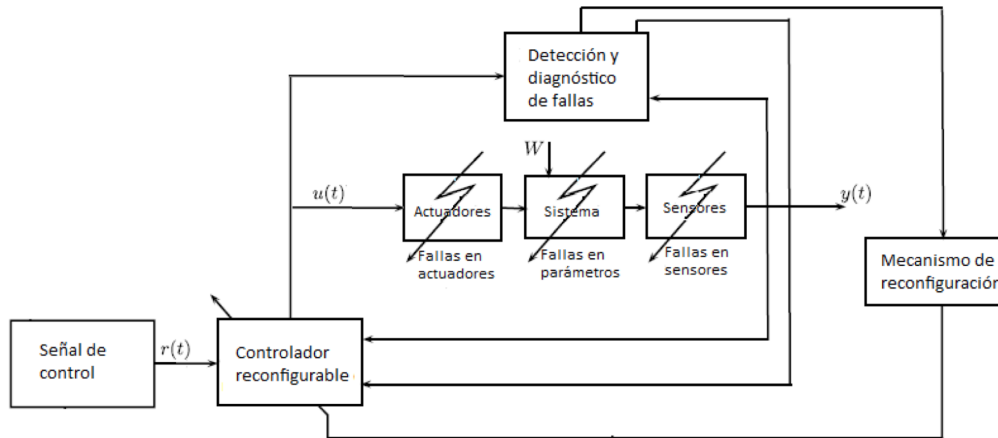 Detección y
diagnóstico
de fallas
W
u(t)
Actuadores
Sistema
Sensores
y(t)
Fallas en
actuadores
Fallas en
parámetros
Fallas en
sensores
Mecanismo de
reconfiguración
Señal de
control
r(t)
Controlador
reconfigurable